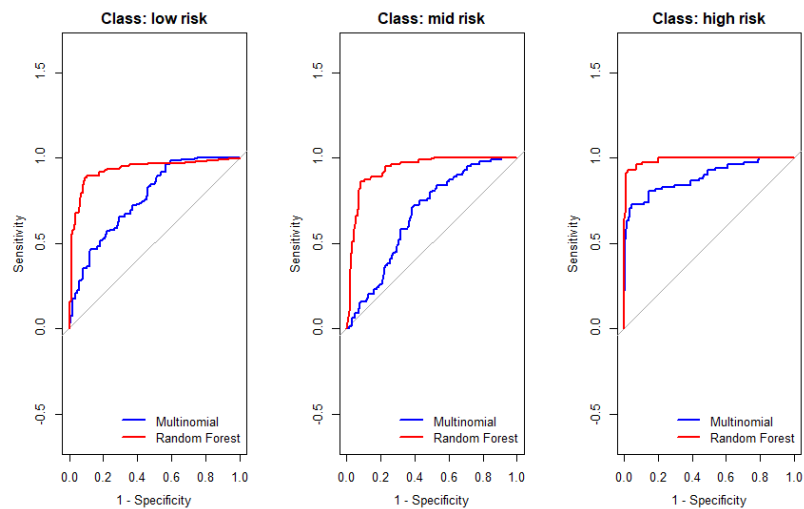 Class: low risk
Sensitivity
1.5
1.0
0.5
0.0
-0.5
Multinomial
Random Forest
0.0 0.2 0.4 0.6 0.8 1.0
1 - Specificity
Class: mid risk
Sensitivity
1.5
1.0
0.5
0.0
-0.5
Multinomial
Random Forest
0.0 0.2 0.4 0.6 0.8 1.0
1 - Specificity
Class: high risk
Sensitivity
1.5
1.0
0.5
0.0
-0.5
Multinomial
Random Forest
0.0 0.2 0.4 0.6 0.8 1.0
1 - Specificity